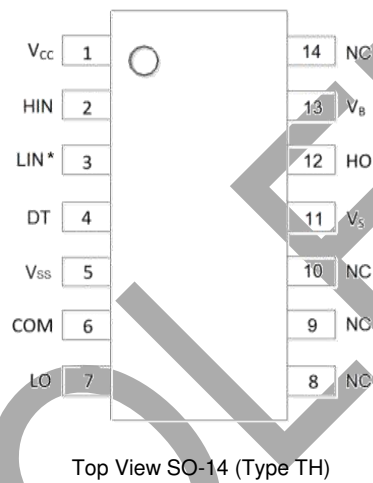 Vcc 1 14 NC
HIN 2 13 VB
LIN* 3 12 HO
DT 4 11 VS
VSS 5 10 NC
COM 6 9 NC
LO 7 8 NC
Top View SO-14 (Type TH)